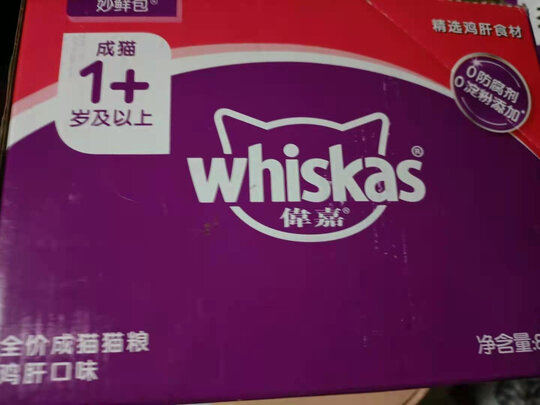 妙鲜包®
精选鸡肝食材
成猫
1+
岁及以上
0防腐剂
0淀粉添加*
whiskas®
偉嘉®
全价成猫猫粮
鸡肝口味
净含量: